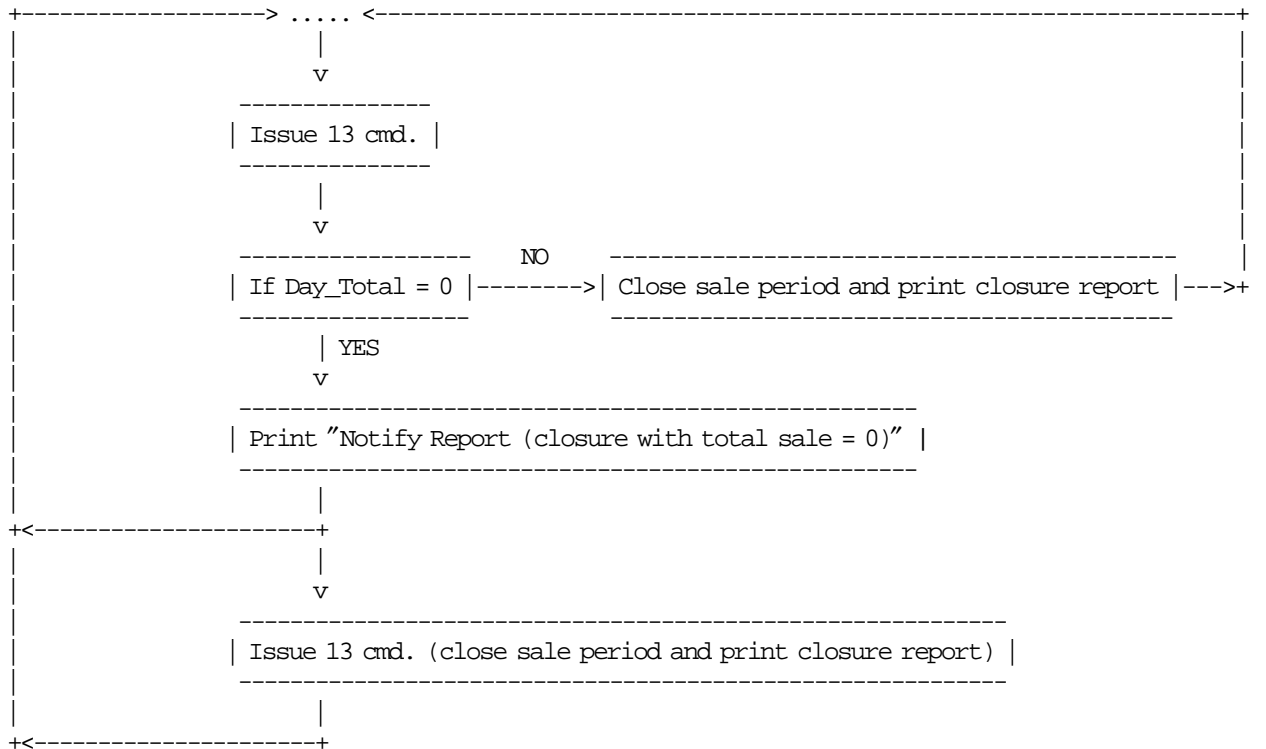 .....
v
Issue 13 cmd.
v
NO
If Day_Total = 0
Close sale period and print closure report
YES
v
Print "Notify Report (closure with total sale = 0)"
v
Issue 13 cmd. (close sale period and print closure report)